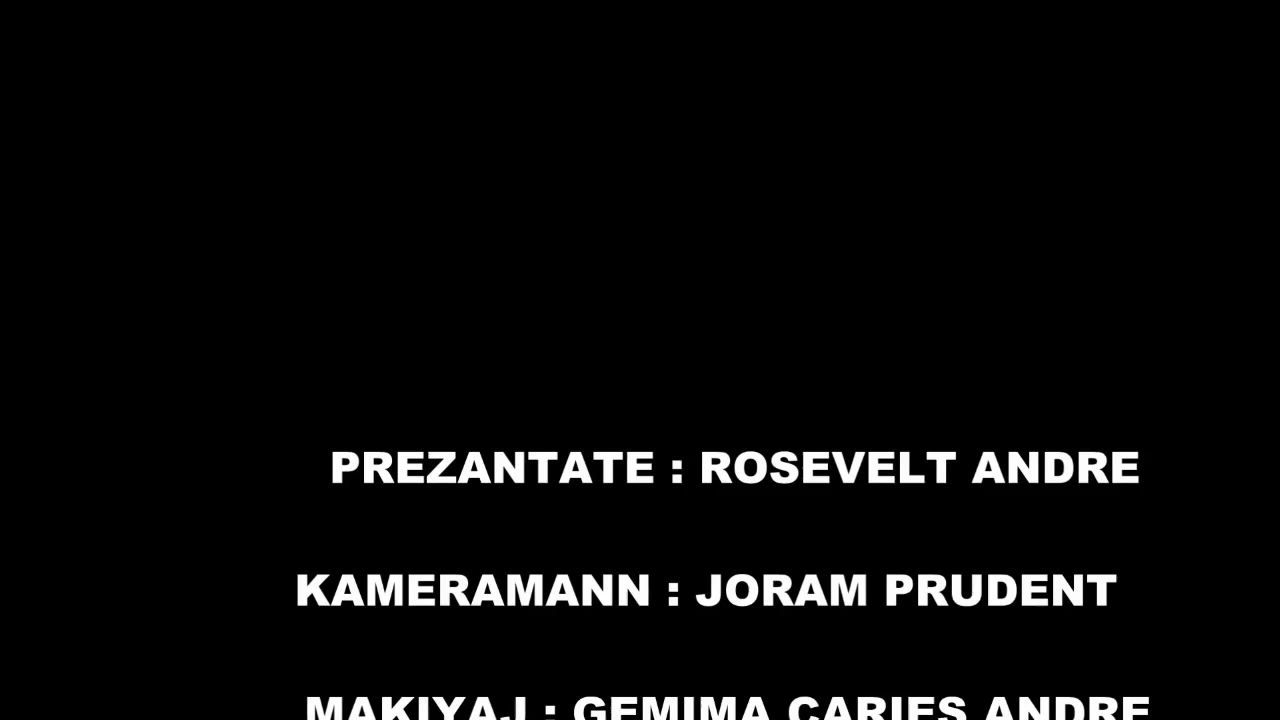 PREZANTATE : ROSEVELT ANDRE
KAMERAMANN : JORAM PRUDENT
MAKIYAJ : GEMIMA CARIES ANDRE